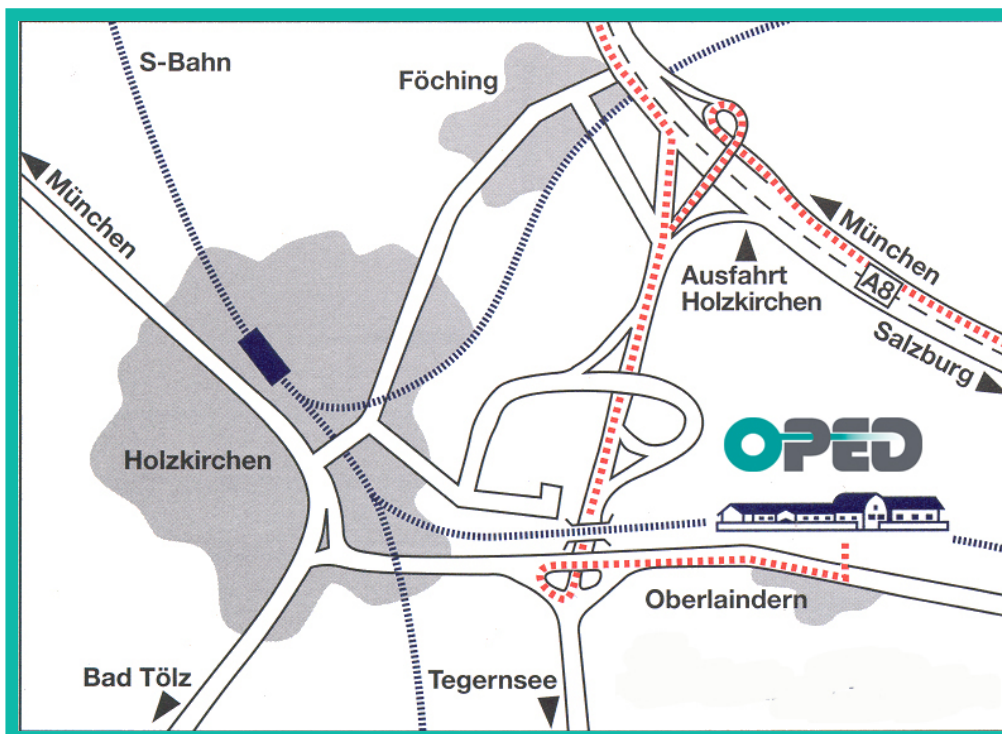 S-Bahn
Föching
München
München
A8
Ausfahrt
Holzkirchen
Salzburg
OPED
Holzkirchen
Oberlaindern
Bad Tölz
Tegernsee